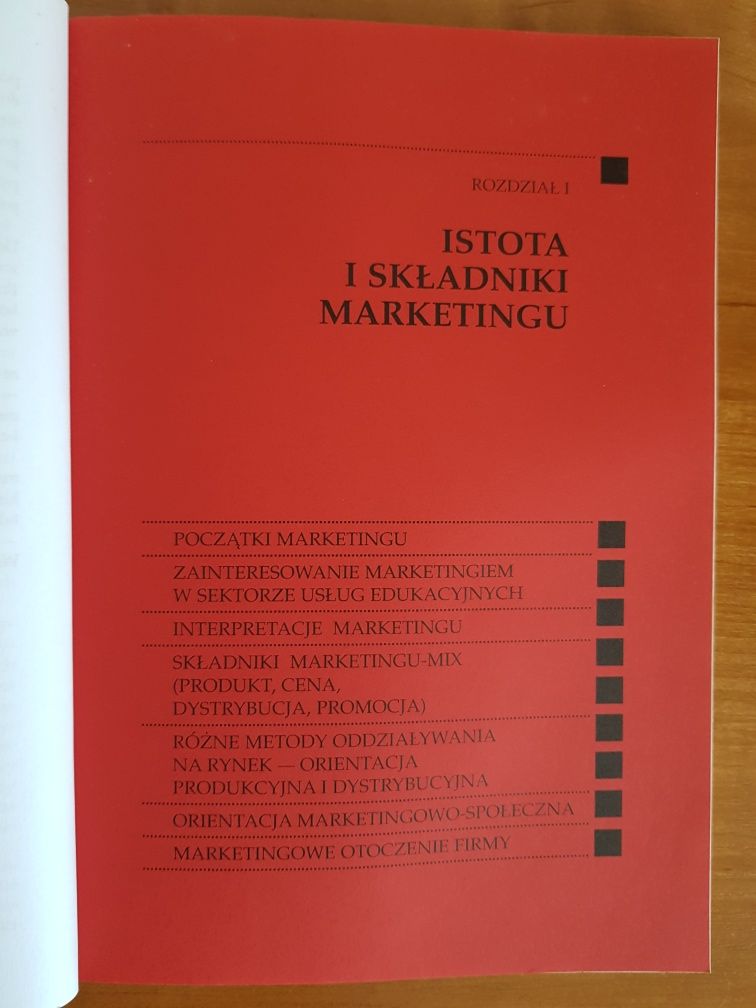 ROZDZIAŁ I
ISTOTA
I SKŁADNIKI
MARKETINGU
POCZĄTKI MARKETINGU
ZAINTERESOWANIE MARKETINGIEM
W SEKTORZE USŁUG EDUKACYJNYCH
INTERPRETACJE MARKETINGU
SKŁADNIKI MARKETINGU-MIX
(PRODUKT, CENA,
DYSTRYBUCJA, PROMOCJA)
RÓŻNE METODY ODDZIAŁYWANIA
NA RYNEK — ORIENTACJA
PRODUKCYJNA I DYSTRYBUCYJNA
ORIENTACJA MARKETINGOWO-SPOŁECZNA
MARKETINGOWE OTOCZENIE FIRMY